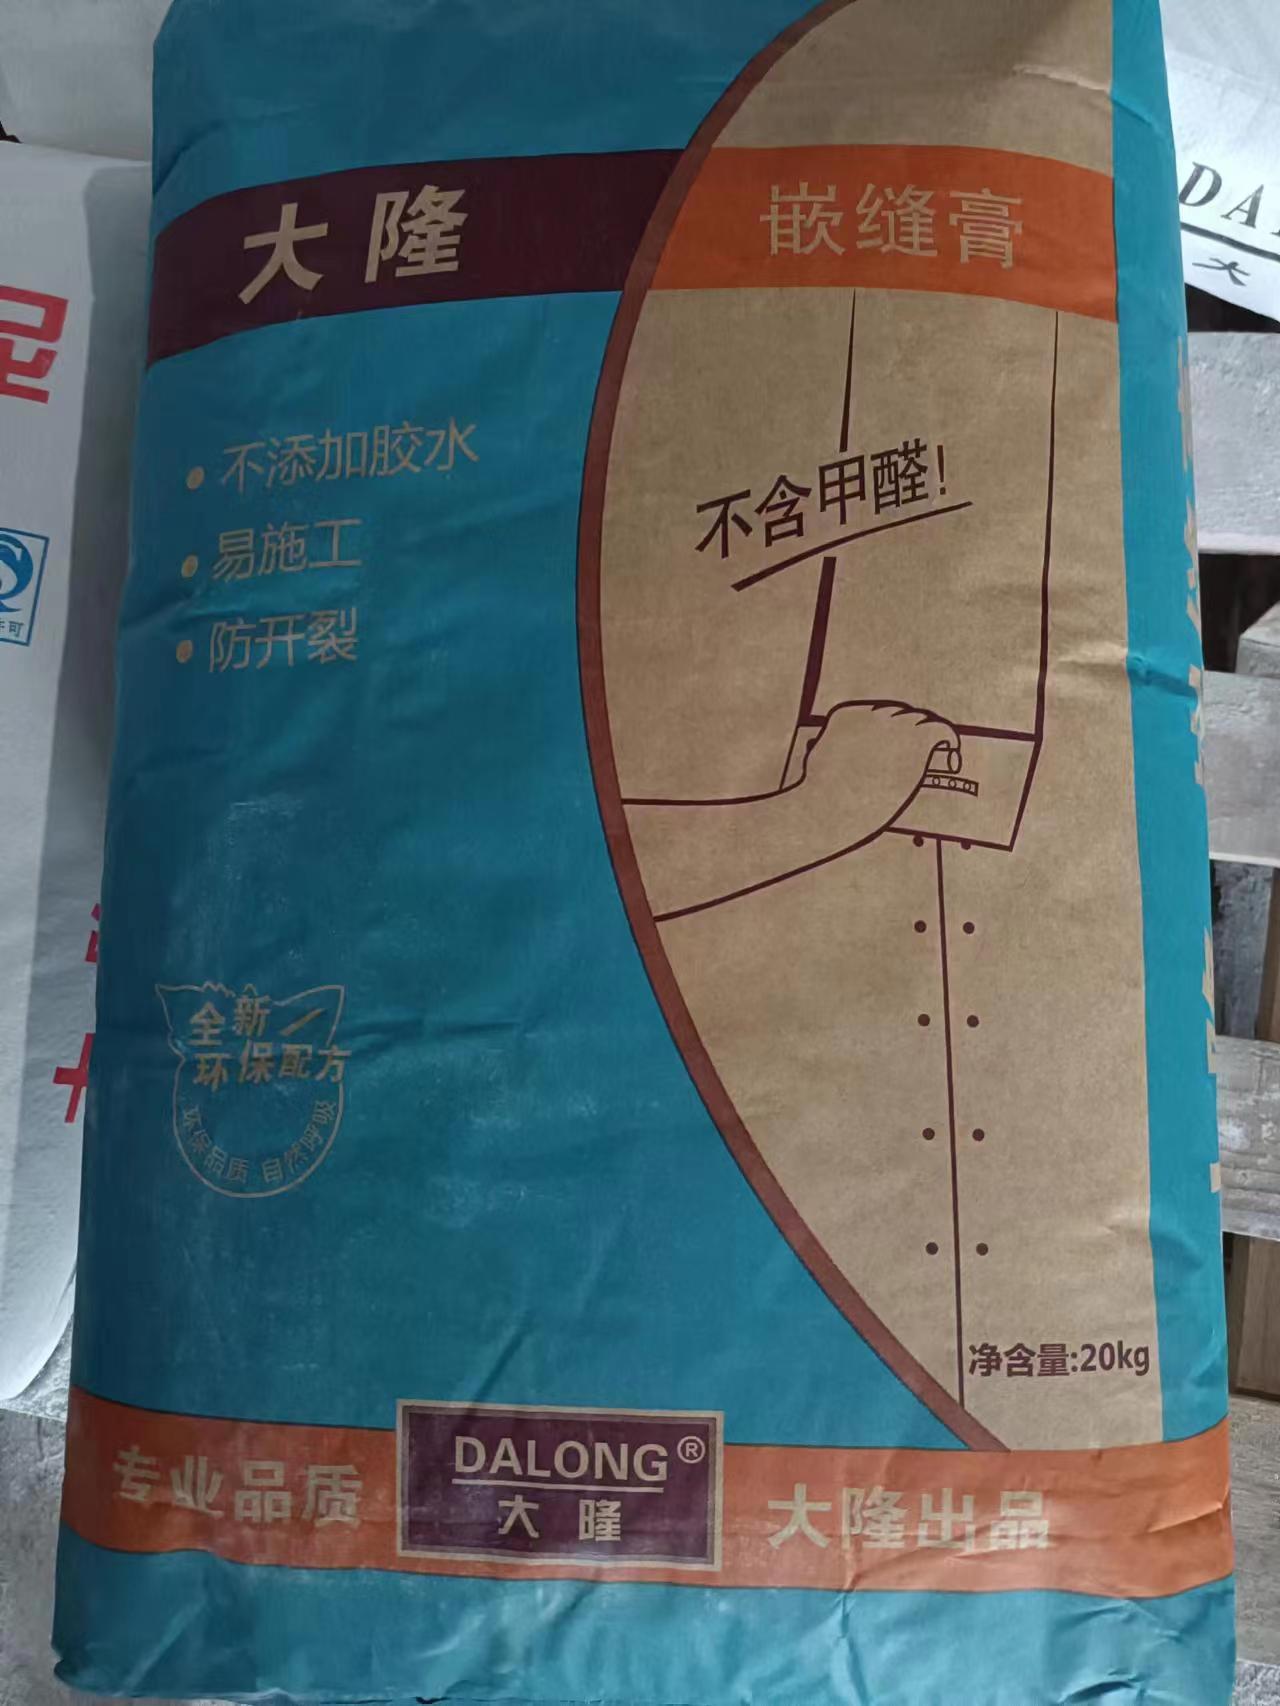 大隆
嵌缝膏
不添加胶水
易施工
防开裂
不含甲醛!
全新
环保配方
环保品质 自然呼吸
净含量:20kg
专业品质
DALONG®
大隆
大隆出品
DA
大